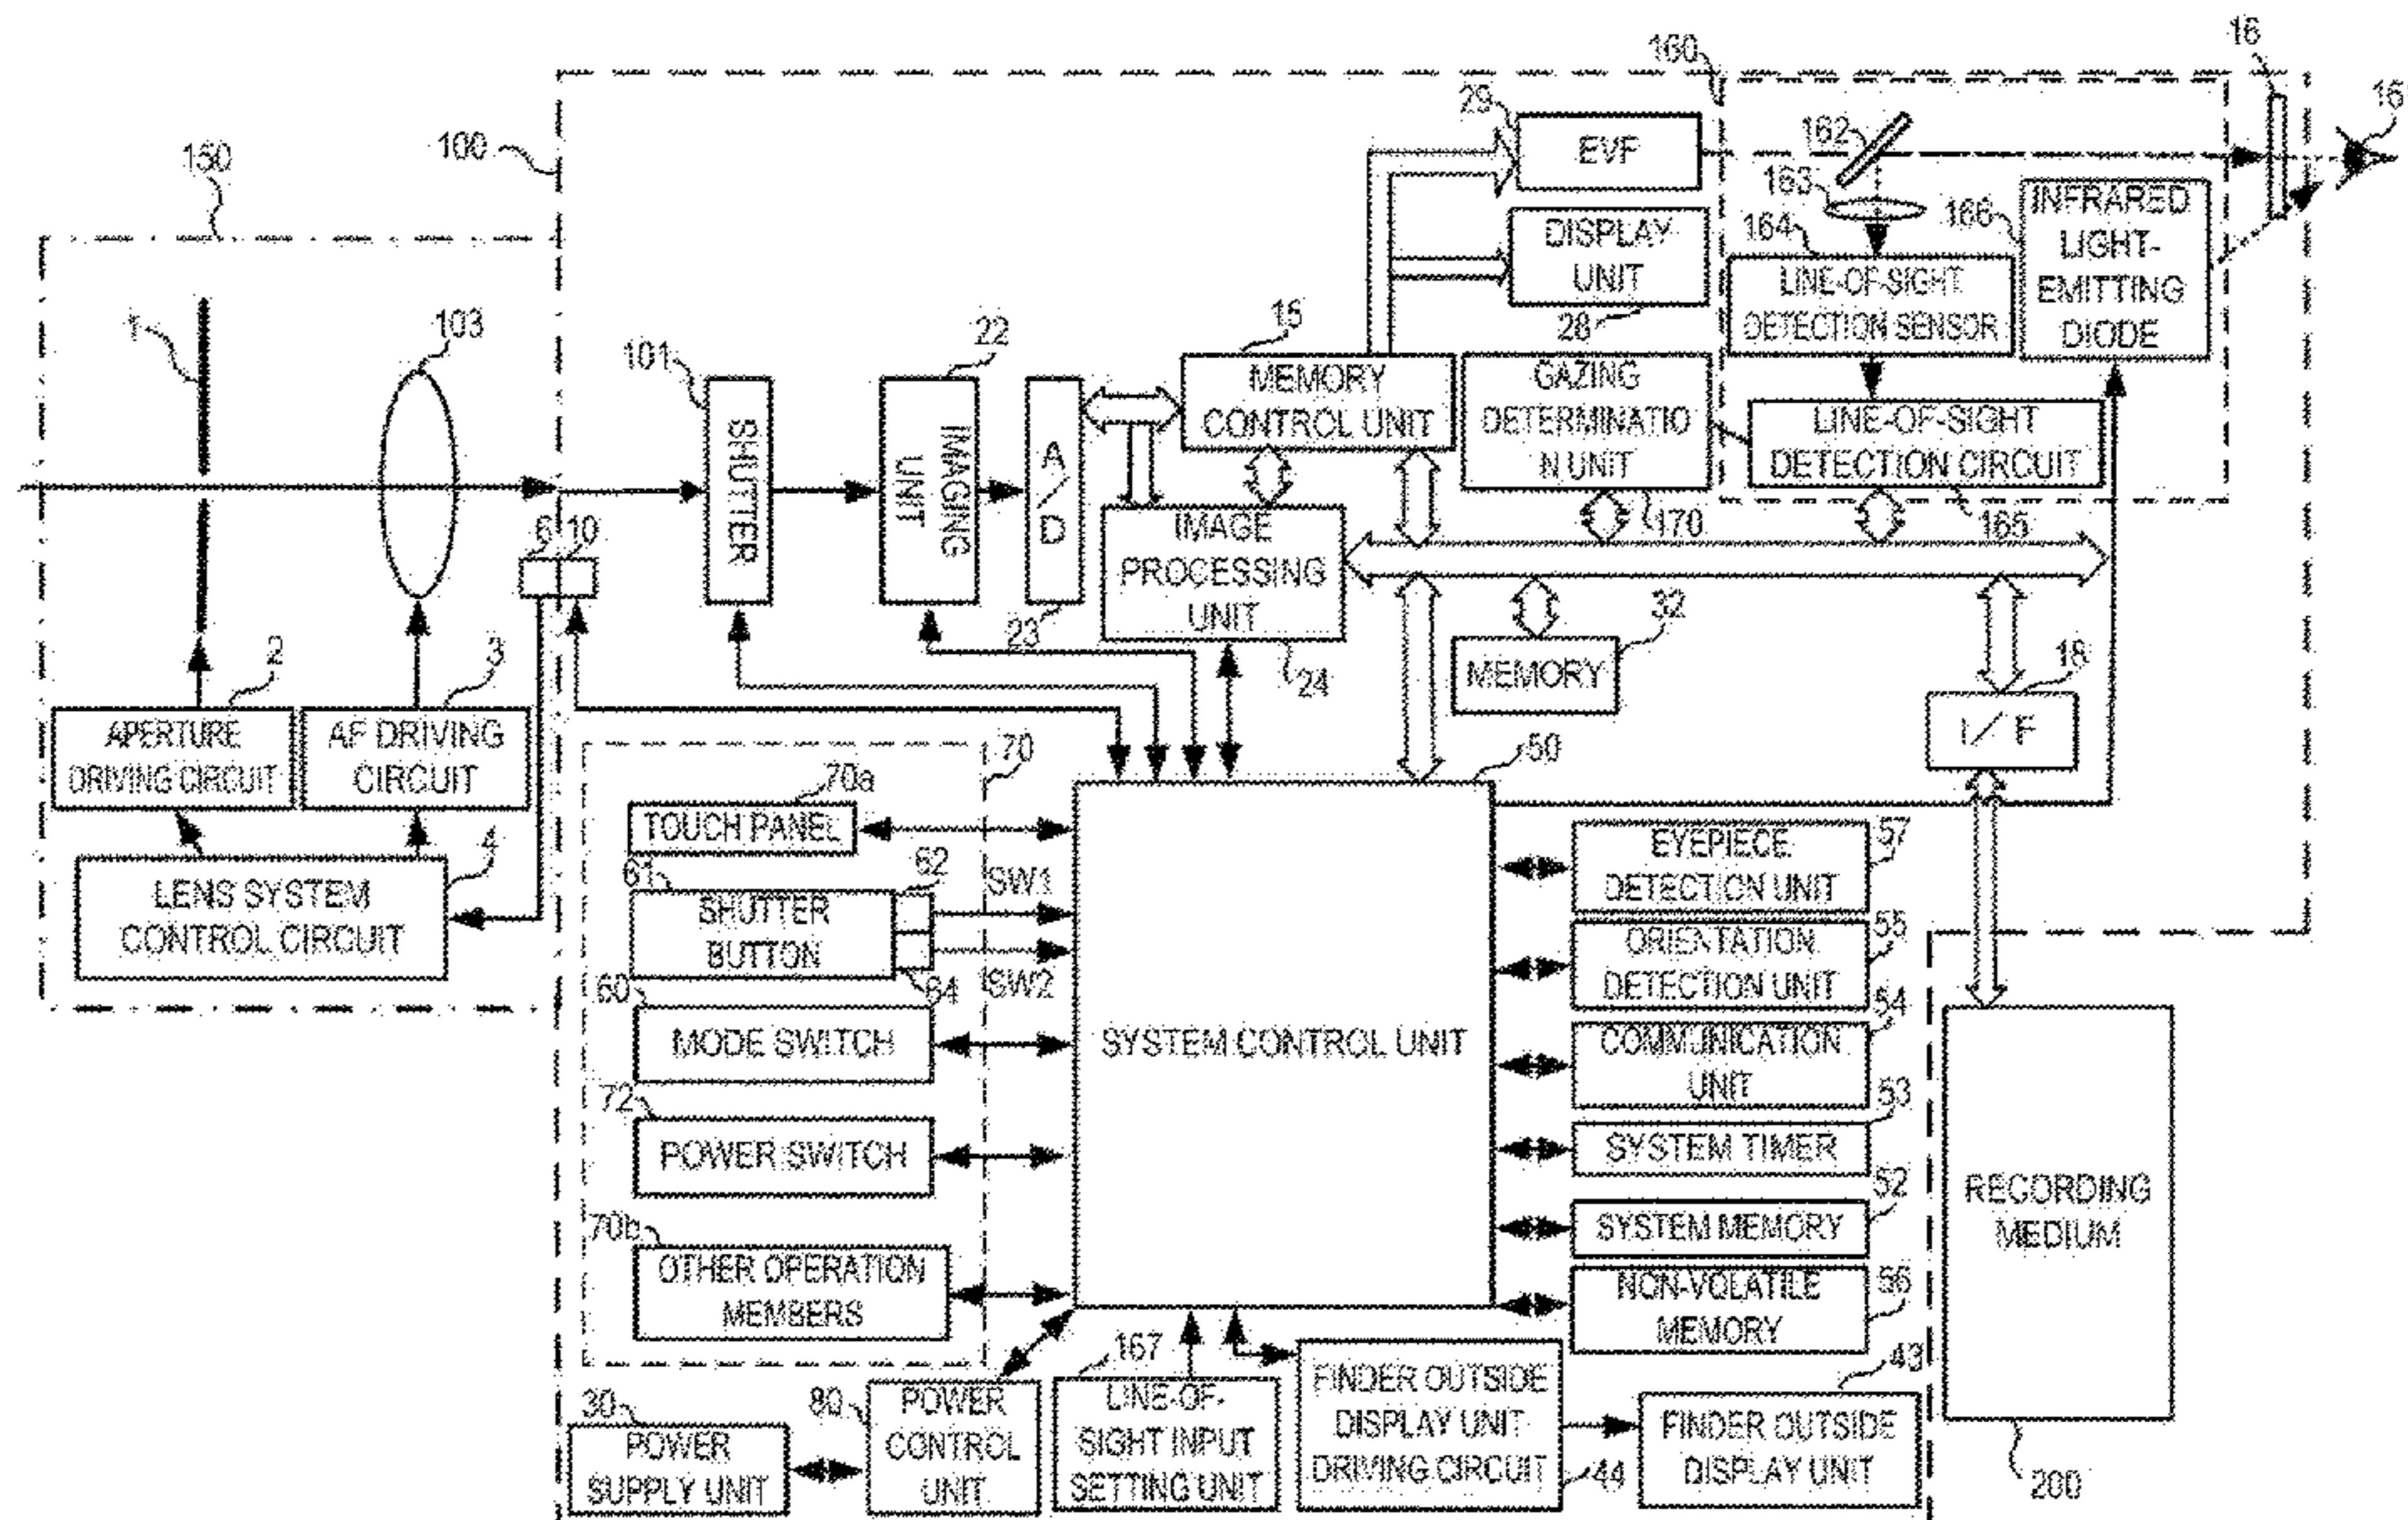 160
16
16
29
100
EVF
162
150
163
166
INFRARED
LIGHT-
EMITTING
DIODE
164
DISPLAY
UNIT
LINE-OF-SIGHT
DETECTION SENSOR
28
1
103
101
22
15
SHUTTER
IMAGING
UNIT
A/D
MEMORY
CONTROL UNIT
GAZING
DETERMINATIO
N UNIT
LINE-OF-SIGHT
DETECTION CIRCUIT
6
10
170
165
IMAGE
PROCESSING
UNIT
23
24
32
MEMORY
18
I/F
2
3
APERTURE
DRIVING CIRCUIT
AF DRIVING
CIRCUIT
4
LENS SYSTEM
CONTROL CIRCUIT
70
50
70a
TOUCH PANEL
61
62
SW1
SHUTTER
BUTTON
64
SW2
60
MODE SWITCH
72
POWER SWITCH
70b
OTHER OPERATION
MEMBERS
SYSTEM CONTROL UNIT
57
EYEPIECE
DETECTION UNIT
55
ORIENTATION
DETECTION UNIT
54
COMMUNICATION
UNIT
53
SYSTEM TIMER
52
SYSTEM MEMORY
56
NON-VOLATILE
MEMORY
RECORDING
MEDIUM
200
30
POWER
SUPPLY UNIT
80
POWER
CONTROL
UNIT
167
LINE-OF-
SIGHT INPUT
SETTING UNIT
FINDER OUTSIDE
DISPLAY UNIT
DRIVING CIRCUIT
44
43
FINDER OUTSIDE
DISPLAY UNIT